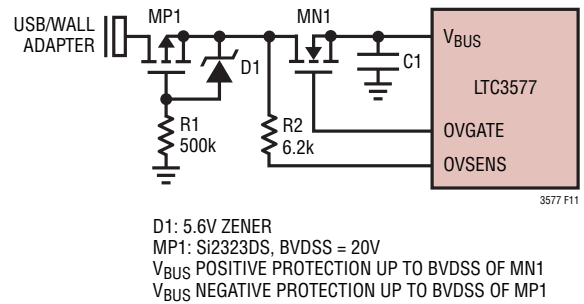 USB/WALL
ADAPTER
MP1
MN1
D1
C1
R1
500k
R2
6.2k
VBUS
LTC3577
OVGATE
OVSENS
3577 F11
D1: 5.6V ZENER
MP1: Si2323DS, BVDSS = 20V
VBUS POSITIVE PROTECTION UP TO BVDSS OF MN1
VBUS NEGATIVE PROTECTION UP TO BVDSS OF MP1